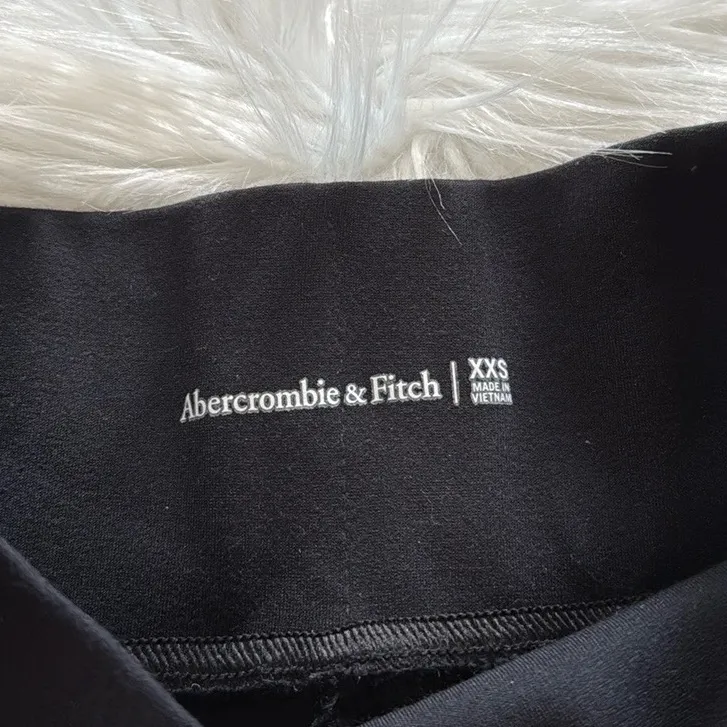 Abercrombie & Fitch | XXS
MADE IN
VIETNAM